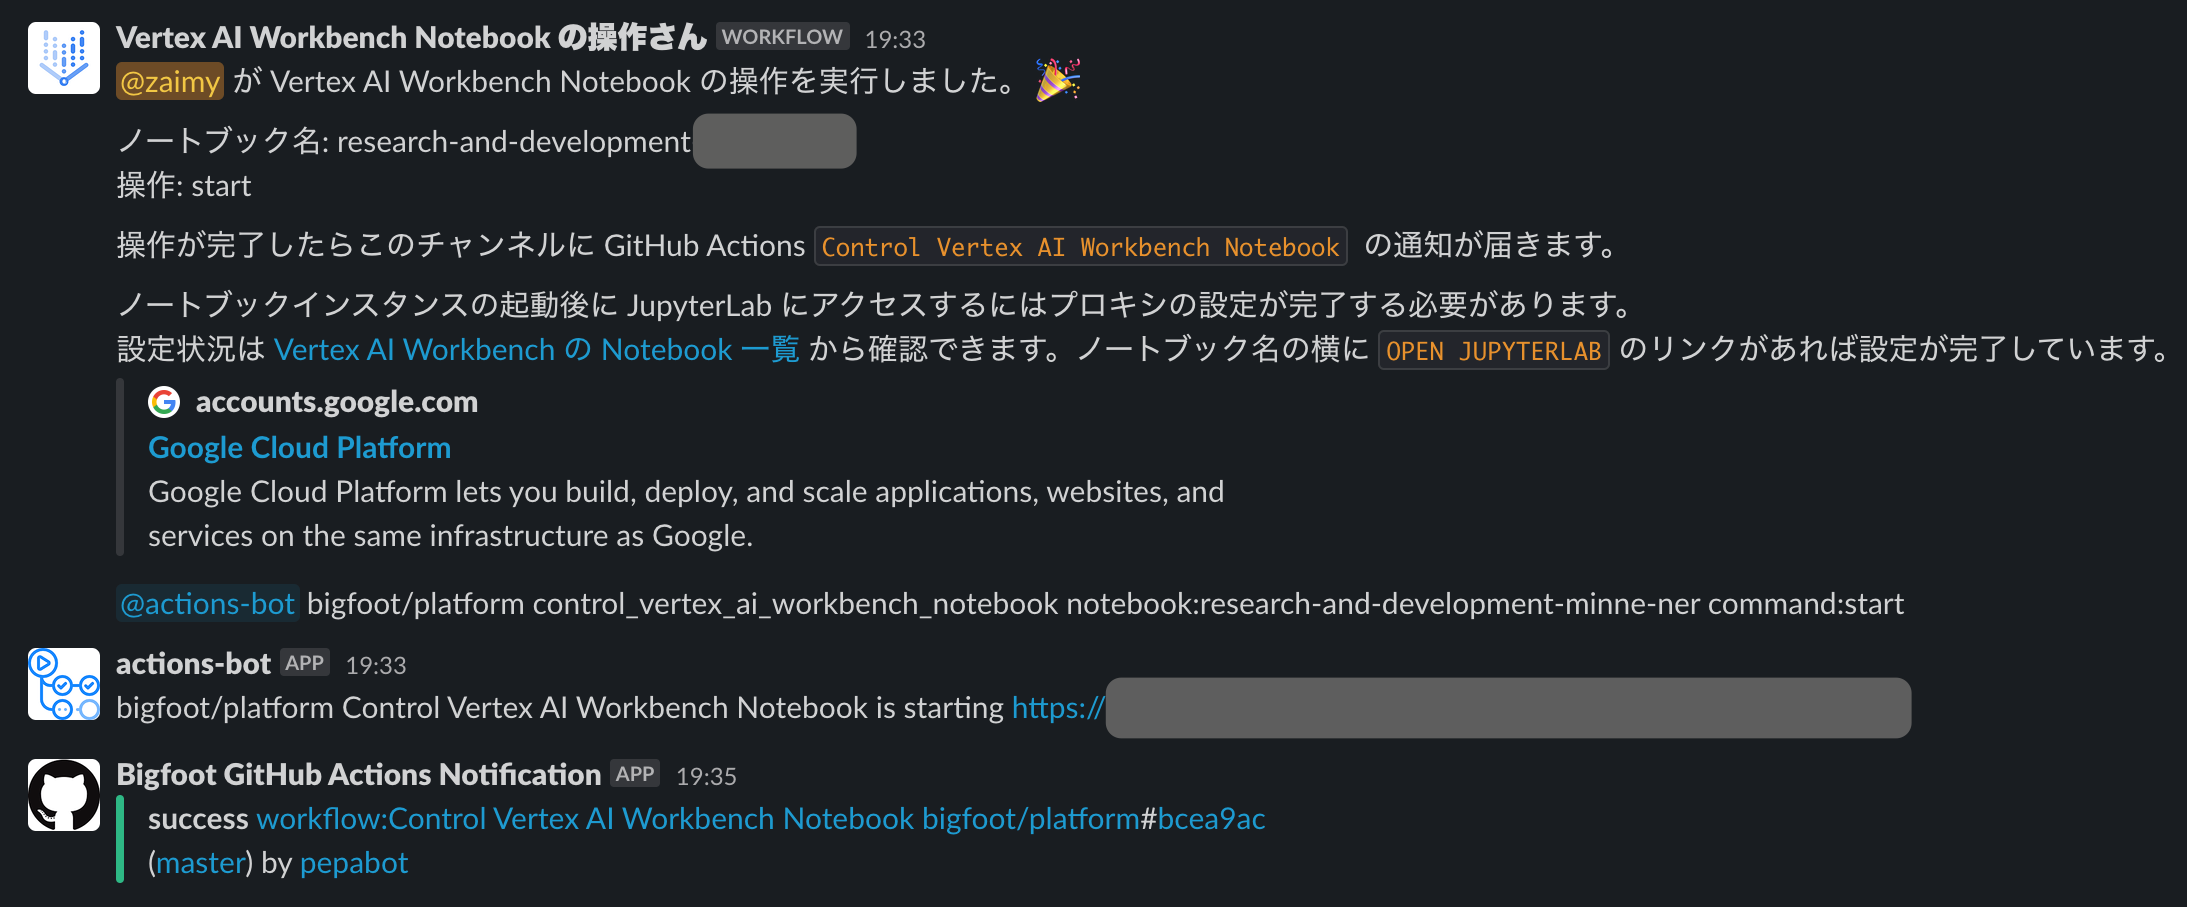 Vertex AI Workbench Notebook の操作さん WORKFLOW 19:33
@zaimy が Vertex AI Workbench Notebook の操作を実行しました。🎉
ノートブック名: research-and-development
操作: start
操作が完了したらこのチャンネルに GitHub Actions Control Vertex AI Workbench Notebook の通知が届きます。
ノートブックインスタンスの起動後に JupyterLab にアクセスするにはプロキシの設定が完了する必要があります。
設定状況は Vertex AI Workbench の Notebook 一覧 から確認できます。ノートブック名の横に OPEN JUPYTERLAB のリンクがあれば設定が完了しています。
accounts.google.com
Google Cloud Platform
Google Cloud Platform lets you build, deploy, and scale applications, websites, and
services on the same infrastructure as Google.
@actions-bot bigfoot/platform control_vertex_ai_workbench_notebook notebook:research-and-development-minne-ner command:start
actions-bot APP 19:33
bigfoot/platform Control Vertex AI Workbench Notebook is starting https://
Bigfoot GitHub Actions Notification APP 19:35
success workflow:Control Vertex AI Workbench Notebook bigfoot/platform#bcea9ac
(master) by pepabot